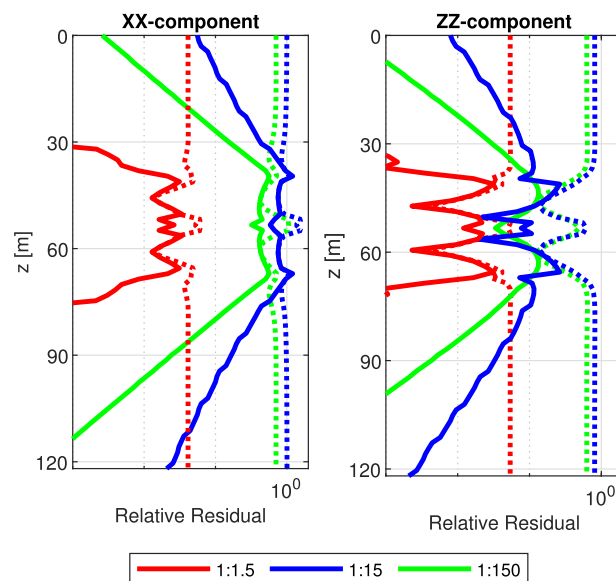 XX-component
ZZ-component
0
30
60
90
120
z [m]
10^0
Relative Residual
0
30
60
90
120
z [m]
10^0
Relative Residual
1:1.5
1:15
1:150